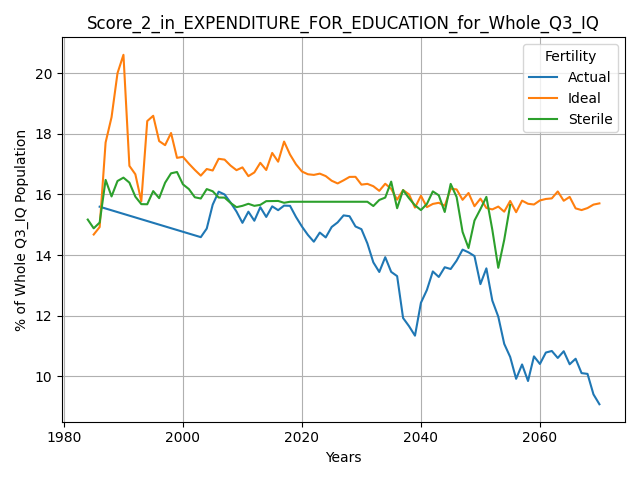 Score_2_in_EXPENDITURE_FOR_EDUCATION_for_Whole_Q3_IQ
Fertility
Actual
Ideal
Sterile
% of Whole Q3_IQ Population
20
18
16
14
12
10
1980
2000
2020
2040
2060
Years